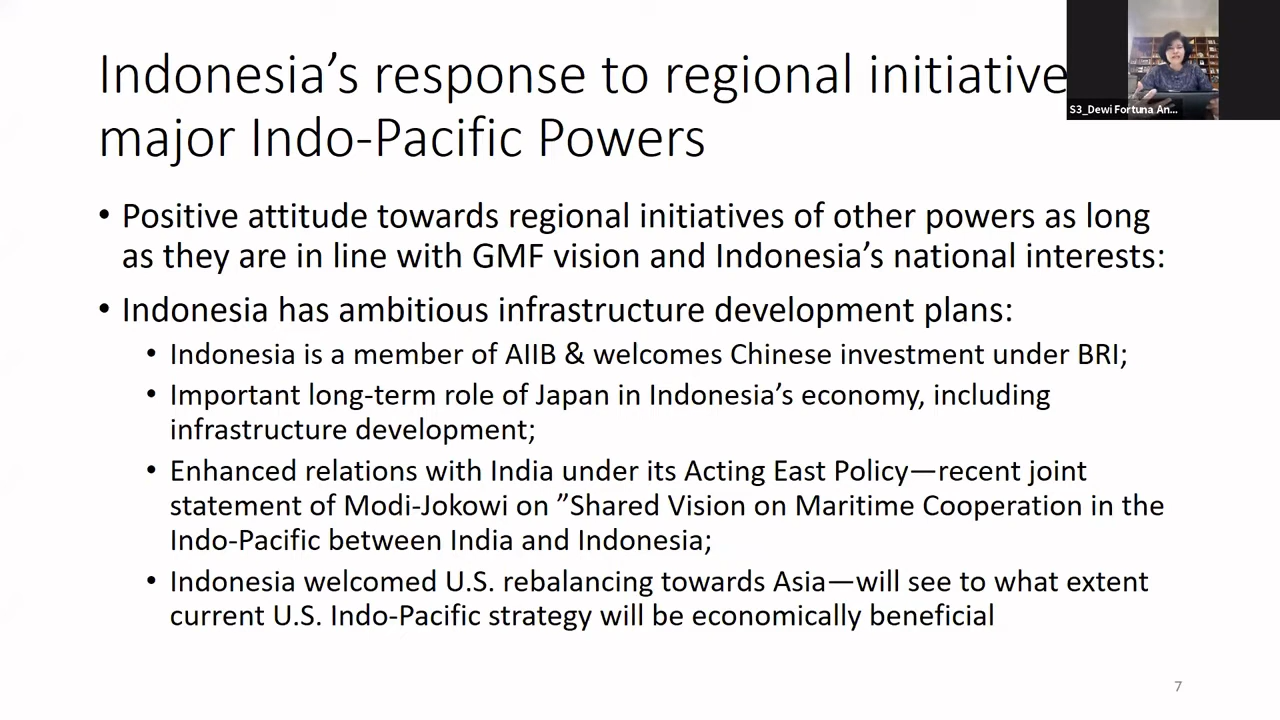 Indonesia’s response to regional initiative
major Indo-Pacific Powers
S3_Dewi Fortuna An...
• Positive attitude towards regional initiatives of other powers as long
as they are in line with GMF vision and Indonesia’s national interests:
• Indonesia has ambitious infrastructure development plans:
• Indonesia is a member of AIIB & welcomes Chinese investment under BRI;
• Important long-term role of Japan in Indonesia’s economy, including
infrastructure development;
• Enhanced relations with India under its Acting East Policy—recent joint
statement of Modi-Jokowi on ”Shared Vision on Maritime Cooperation in the
Indo-Pacific between India and Indonesia;
• Indonesia welcomed U.S. rebalancing towards Asia—will see to what extent
current U.S. Indo-Pacific strategy will be economically beneficial
7